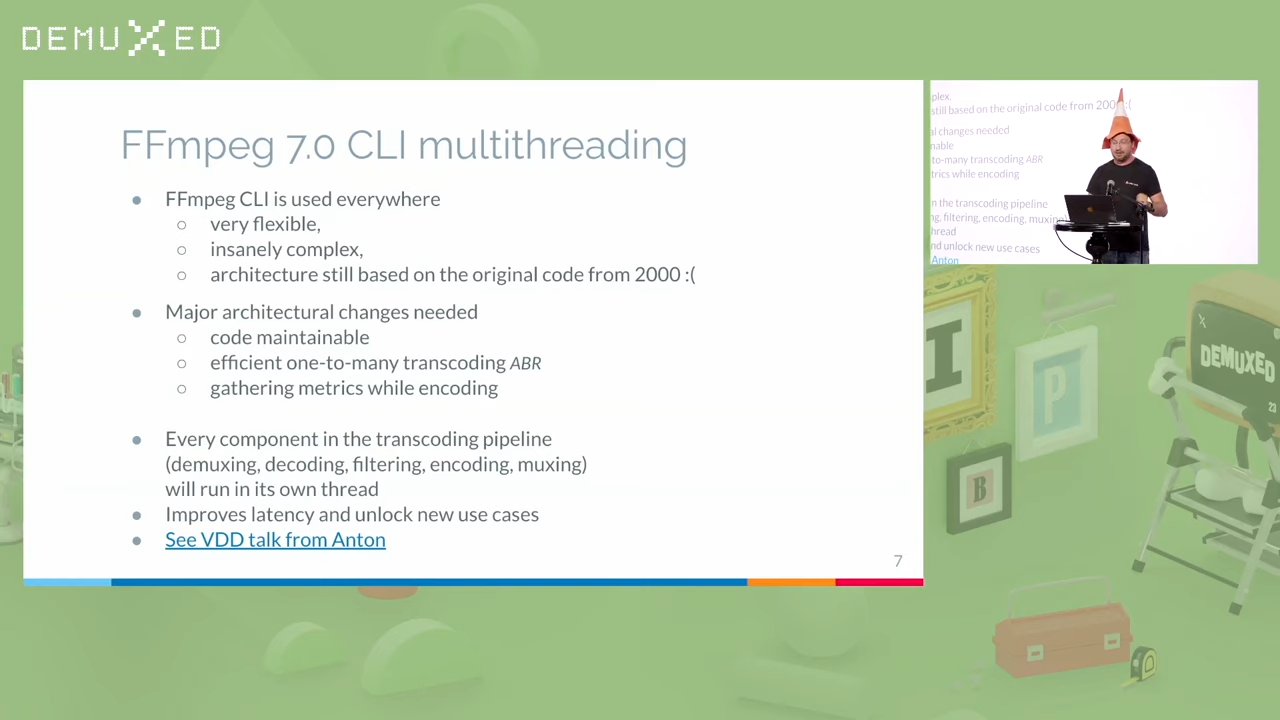 DEMUXED
FFmpeg 7.0 CLI multithreading
● FFmpeg CLI is used everywhere
○ very flexible,
○ insanely complex,
○ architecture still based on the original code from 2000 :(
● Major architectural changes needed
○ code maintainable
○ efficient one-to-many transcoding ABR
○ gathering metrics while encoding
● Every component in the transcoding pipeline
(demuxing, decoding, filtering, encoding, muxing)
will run in its own thread
● Improves latency and unlock new use cases
● See VDD talk from Anton
7
plex.
still based on the original code from 200 :(
al changes needed
nable
to-many transcoding ABR
trics while encoding
n the transcoding pipeline
ng, filtering, encoding, muxing)
hread
nd unlock new use cases
Anton
I
P
B
DEMUXED
23